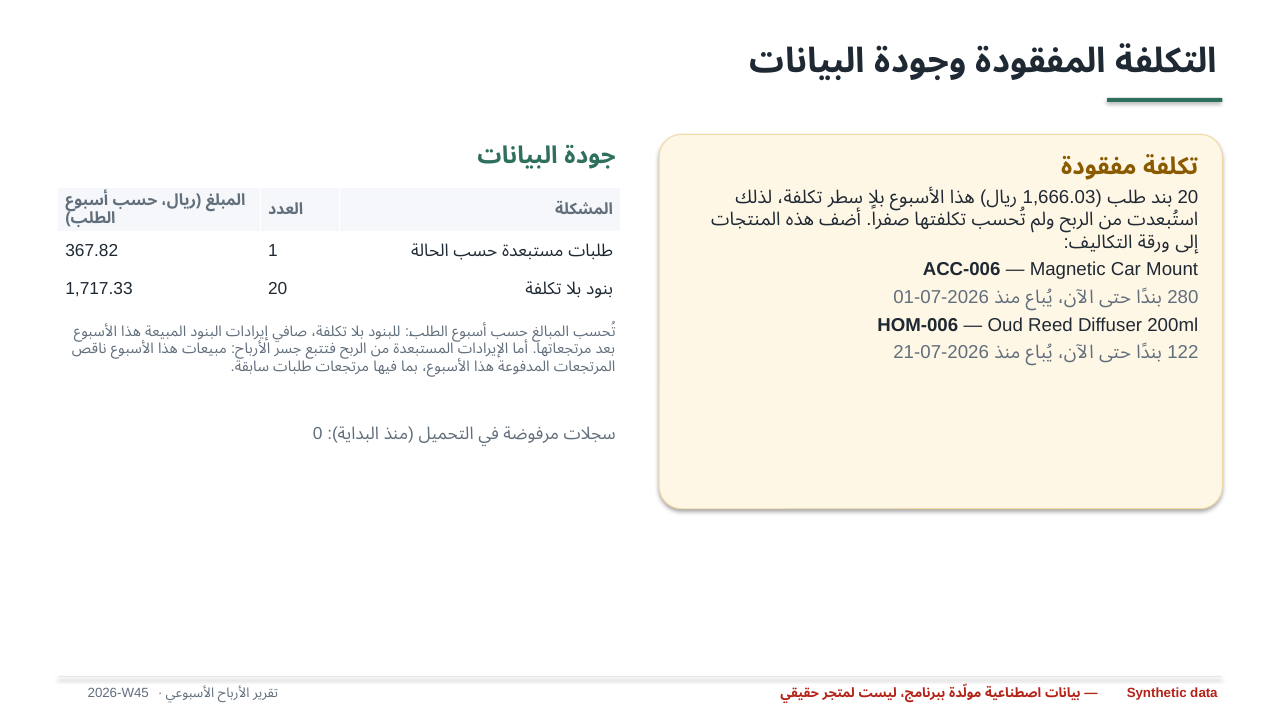 التكلفة المفقودة وجودة البيانات
تكلفة مفقودة
20 بند طلب (1,666.03 ريال) هذا الأسبوع بلا سطر تكلفة، لذلك
استُبعدت من الربح ولم تُحسب تكلفتها صفراً. أضف هذه المنتجات
إلى ورقة التكاليف:
ACC-006 — Magnetic Car Mount
280 بندًا حتى الآن، يُباع منذ 2026-07-01
HOM-006 — Oud Reed Diffuser 200ml
122 بندًا حتى الآن، يُباع منذ 2026-07-21
جودة البيانات
المشكلة	العدد	المبلغ (ريال، حسب أسبوع
الطلب)
طلبات مستبعدة حسب الحالة	1	367.82
بنود بلا تكلفة	20	1,717.33
تُحسب المبالغ حسب أسبوع الطلب: للبنود بلا تكلفة، صافي إيرادات البنود المبيعة هذا الأسبوع
بعد مرتجعاتها. أما الإيرادات المستبعدة من الربح فتتبع جسر الأرباح: مبيعات هذا الأسبوع ناقص
المرتجعات المدفوعة هذا الأسبوع، بما فيها مرتجعات طلبات سابقة.
سجلات مرفوضة في التحميل (منذ البداية): 0
Synthetic data — بيانات اصطناعية مولّدة ببرنامج، ليست لمتجر حقيقي
تقرير الأرباح الأسبوعي · 2026-W45